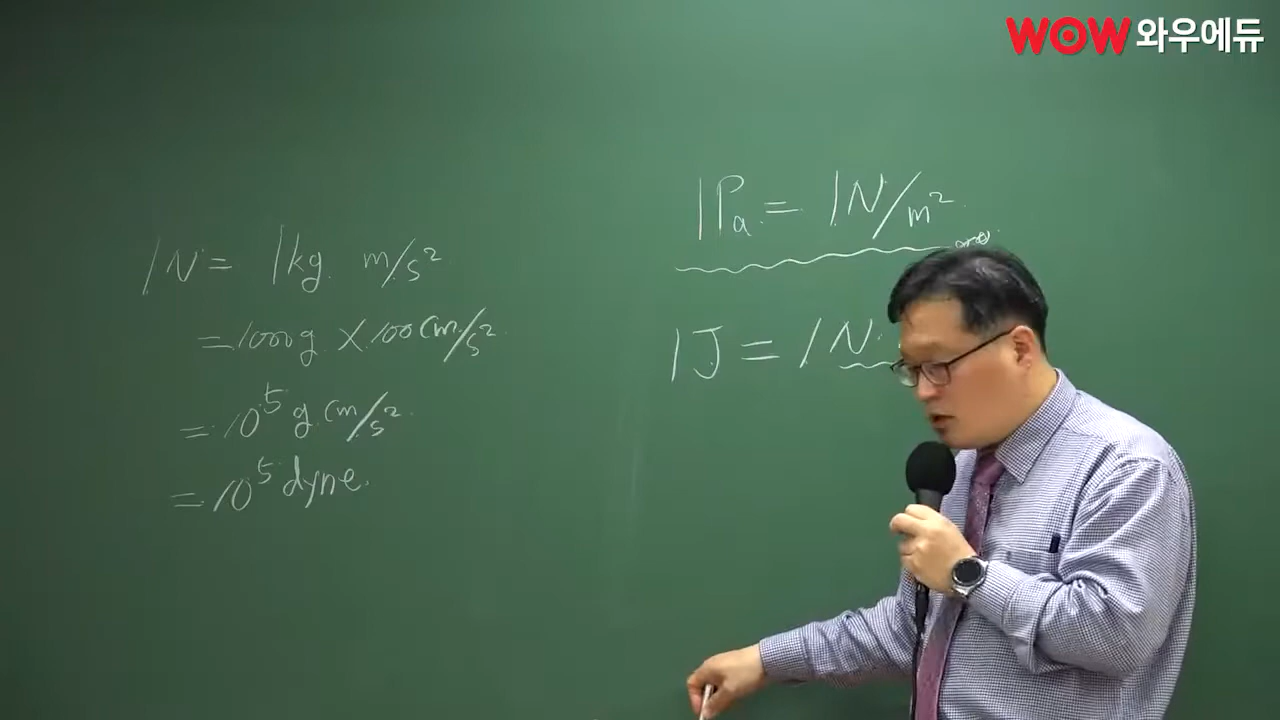 WOW 와우에듀
1N = 1kg m/s²
= 1000g × 100cm/s²
= 10⁵ g cm/s²
= 10⁵ dyne.
1Pa = 1N/m²
1J = 1N